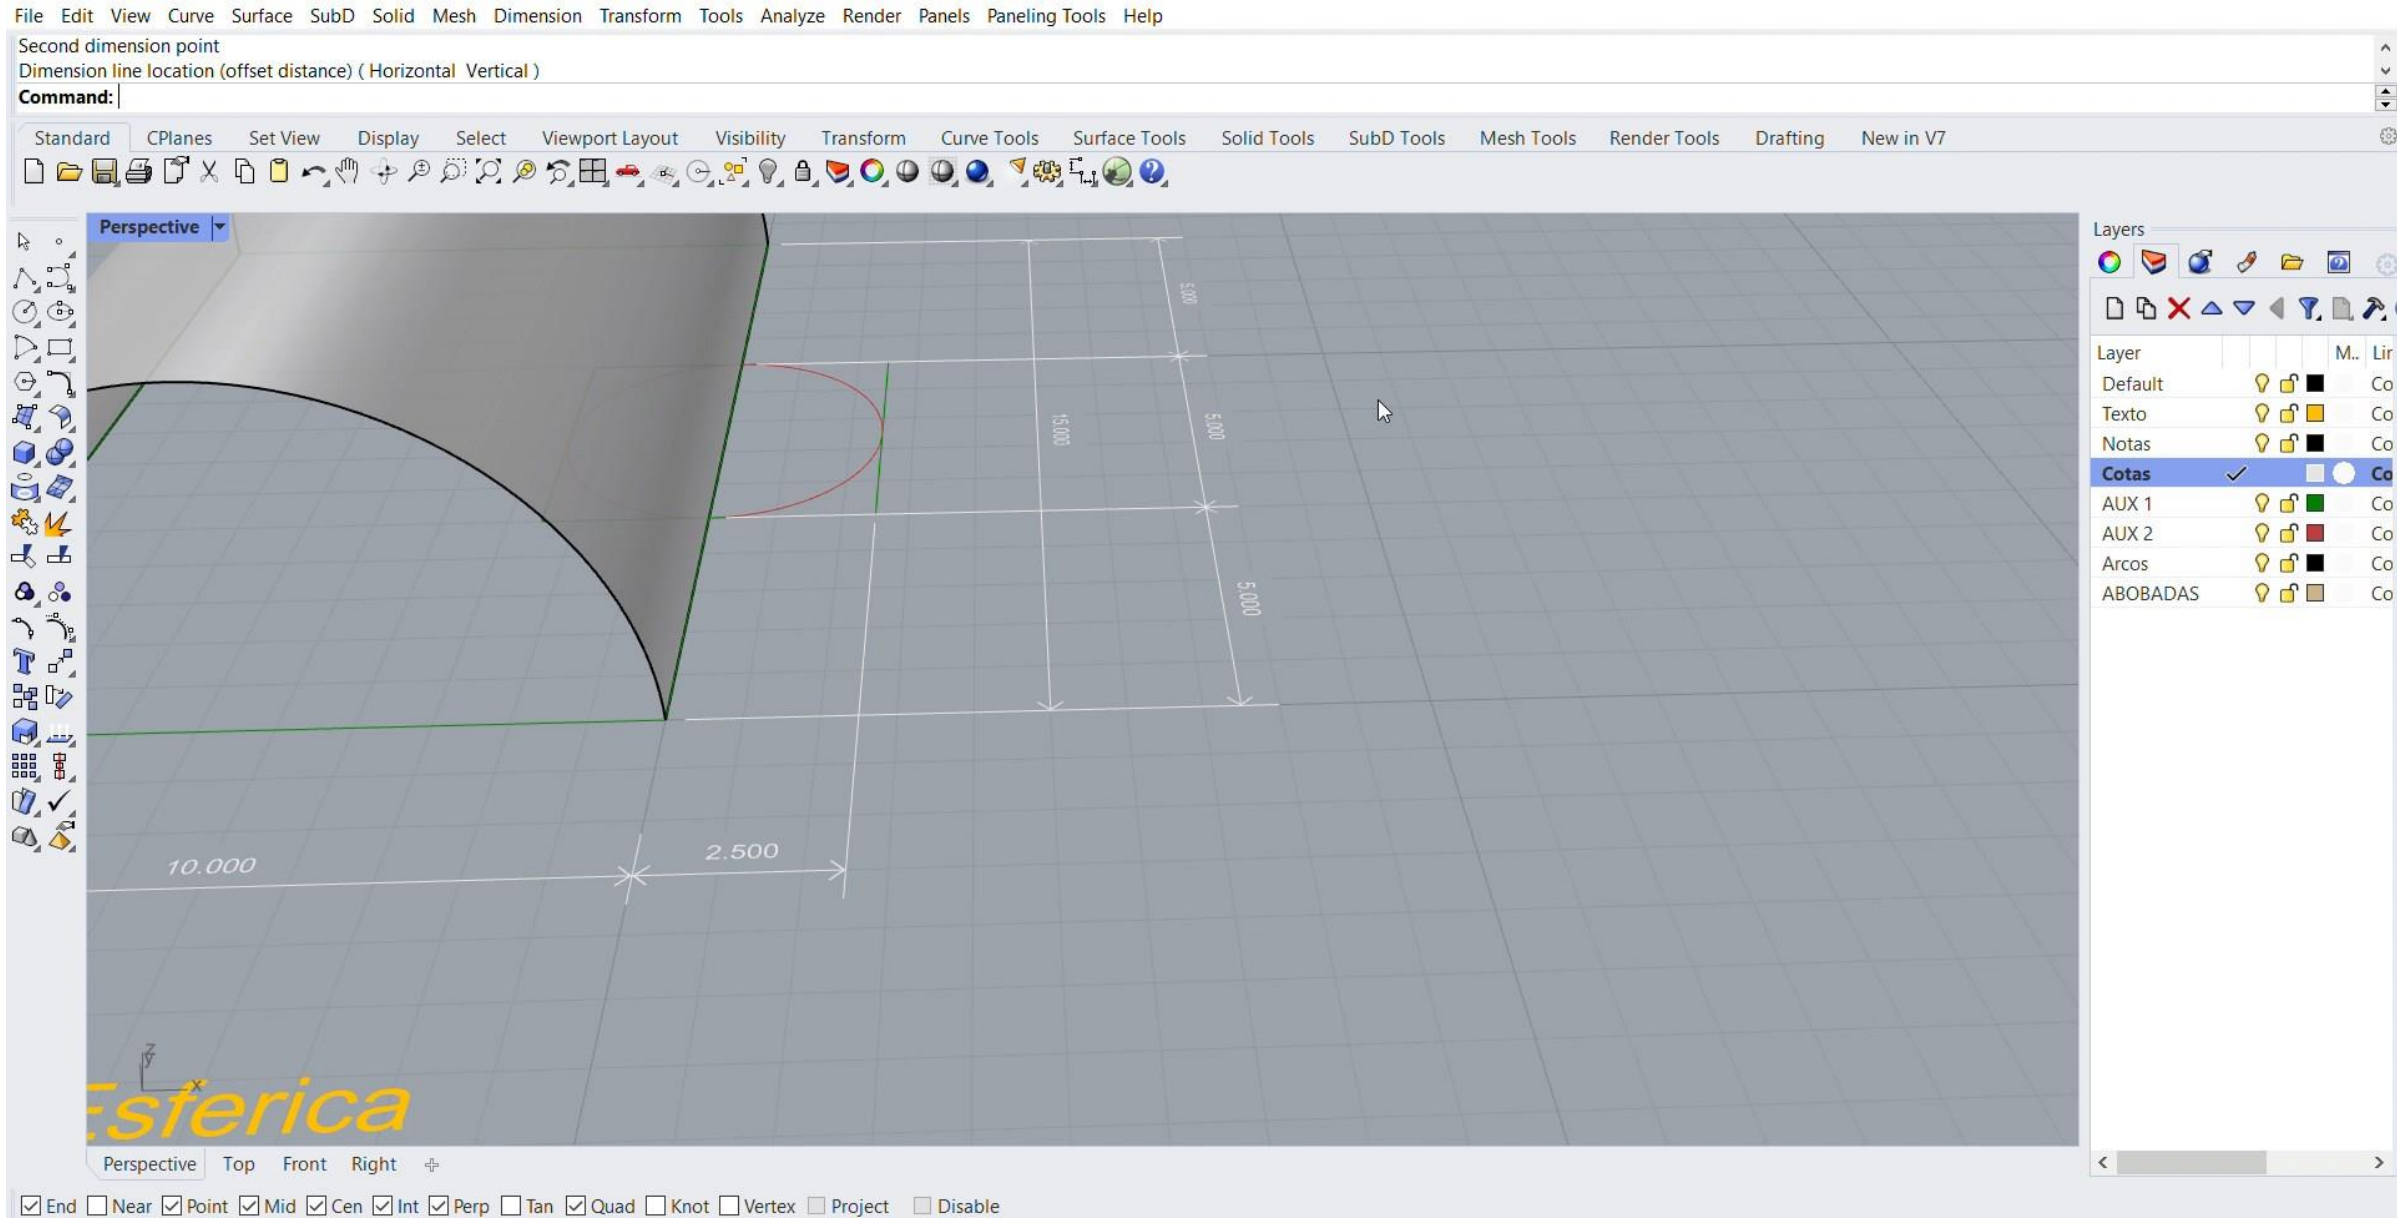 File Edit View Curve Surface SubD Solid Mesh Dimension Transform Tools Analyze Render Panels Paneling Tools Help
Second dimension point
Dimension line location (offset distance) ( Horizontal Vertical )
Command:
Standard CPlanes Set View Display Select Viewport Layout Visibility Transform Curve Tools Surface Tools Solid Tools SubD Tools Mesh Tools Render Tools Drafting New in V7
Perspective
Layers
Layer M.. Lir
Default Co
Texto Co
Notas Co
Cotas Co
AUX 1 Co
AUX 2 Co
Arcos Co
ABOBADAS Co
5.000
15.000
5.000
5.000
10.000
2.500
z
y
x
Esferica
Perspective Top Front Right
End Near Point Mid Cen Int Perp Tan Quad Knot Vertex Project Disable